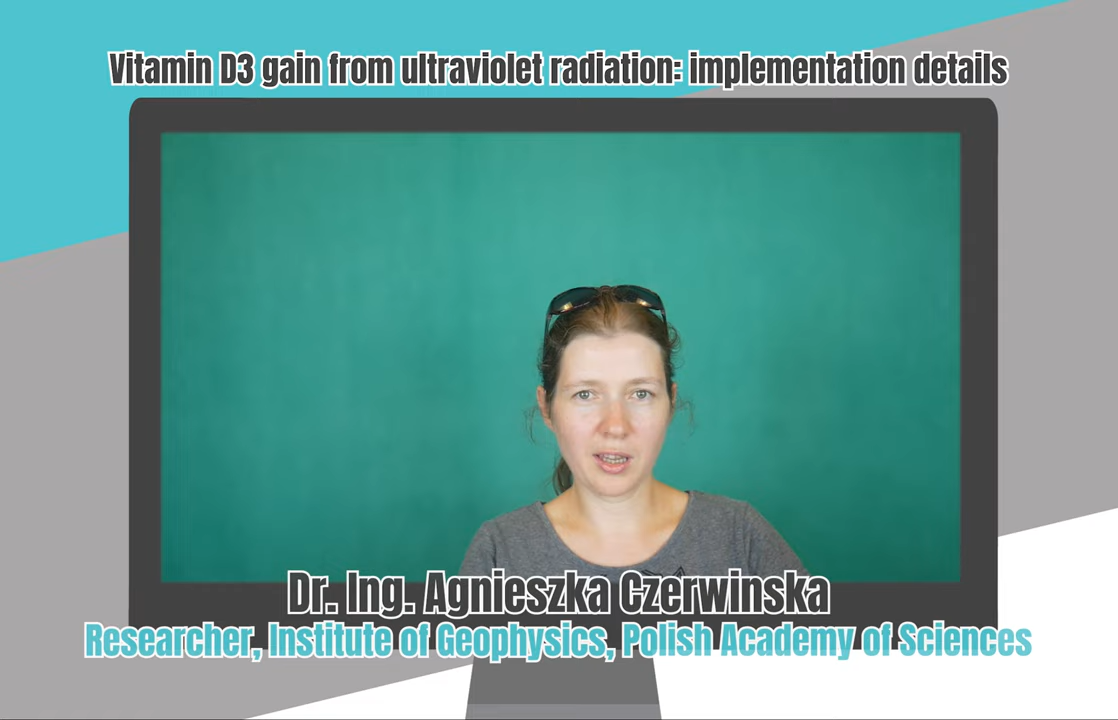 Vitamin D3 gain from ultraviolet radiation: implementation details
Dr. Ing. Agnieszka Czerwinska
Researcher, Institute of Geophysics, Polish Academy of Sciences